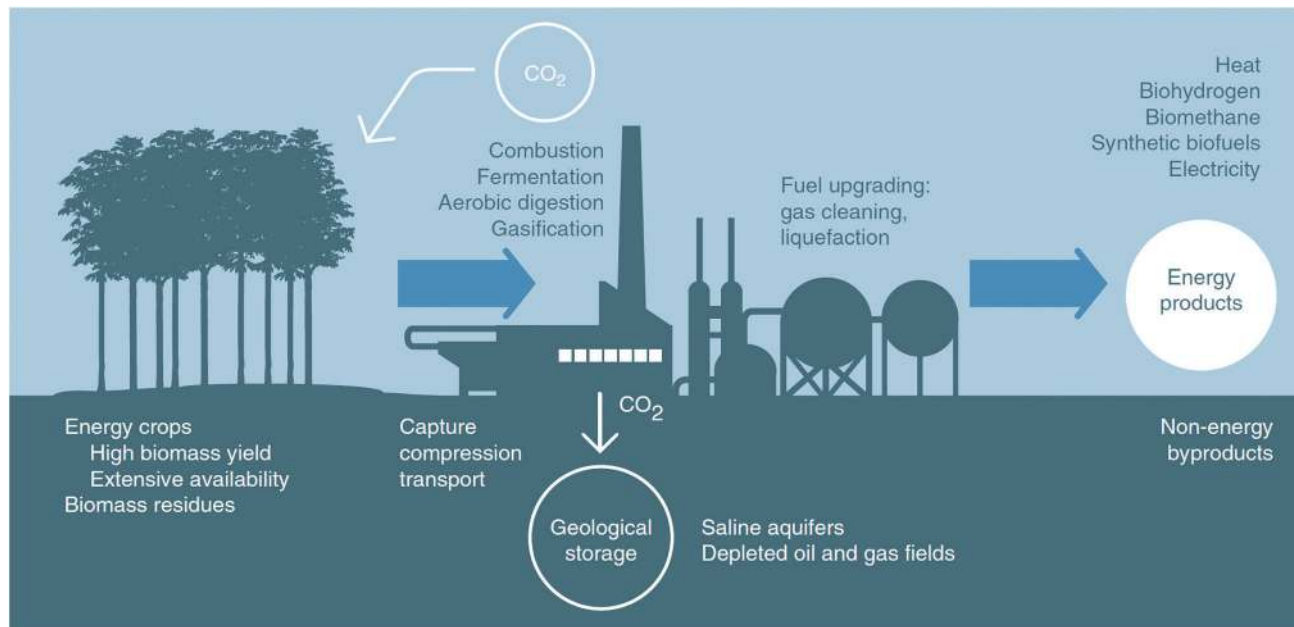 CO2
Heat
Biohydrogen
Biomethane
Synthetic biofuels
Electricity
Combustion
Fermentation
Aerobic digestion
Gasification
Fuel upgrading:
gas cleaning,
liquefaction
Energy
products
Energy crops
High biomass yield
Extensive availability
Biomass residues
Capture
compression
transport
CO2
Geological
storage
Saline aquifers
Depleted oil and gas fields
Non-energy
byproducts